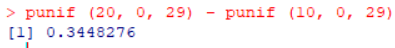 > punif (20, 0, 29) - punif (10, 0, 29)
[1] 0.3448276